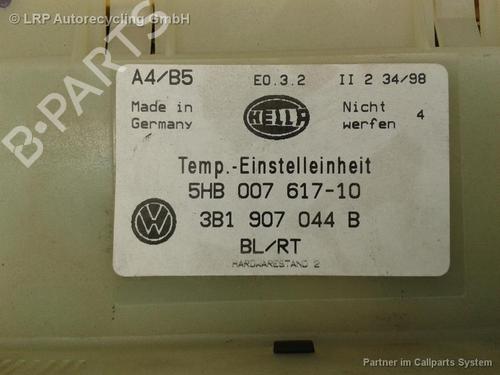 LRP Autorecycling GmbH
A4/B5 E0.3.2 II 2 34/98
Made in Germany
HELLA
Nicht werfen 4
Temp.-Einstelleinheit
5HB 007 617-10
3B1 907 044 B
BL/RT
HARDWARESTAND 2
B-PARTS
Partner im Callparts System